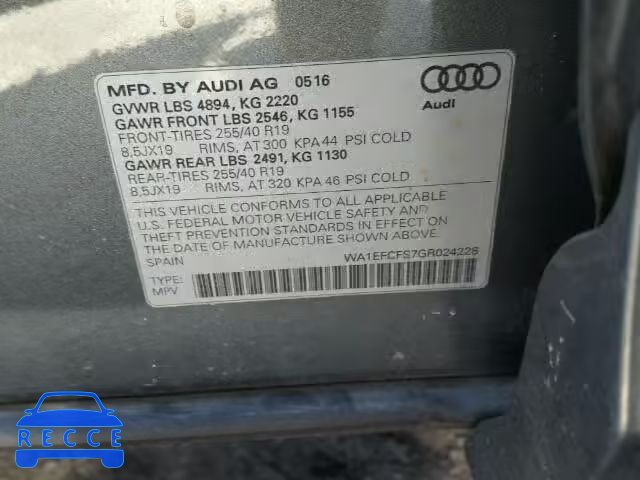 MFD. BY AUDI AG 0516
GVWR LBS 4894, KG 2220
GAWR FRONT LBS 2546, KG 1155
FRONT-TIRES 255/40 R19
8,5JX19 RIMS, AT 300 KPA 44 PSI COLD
GAWR REAR LBS 2491, KG 1130
REAR-TIRES 255/40 R19
8,5JX19 RIMS, AT 320 KPA 46 PSI COLD
Audi
THIS VEHICLE CONFORMS TO ALL APPLICABLE
U.S. FEDERAL MOTOR VEHICLE SAFETY AND
THEFT PREVENTION STANDARDS IN EFFECT ON
THE DATE OF MANUFACTURE SHOWN ABOVE.
SPAIN WA1EFCFS7GR024226
TYPE:
MPV
RECCE